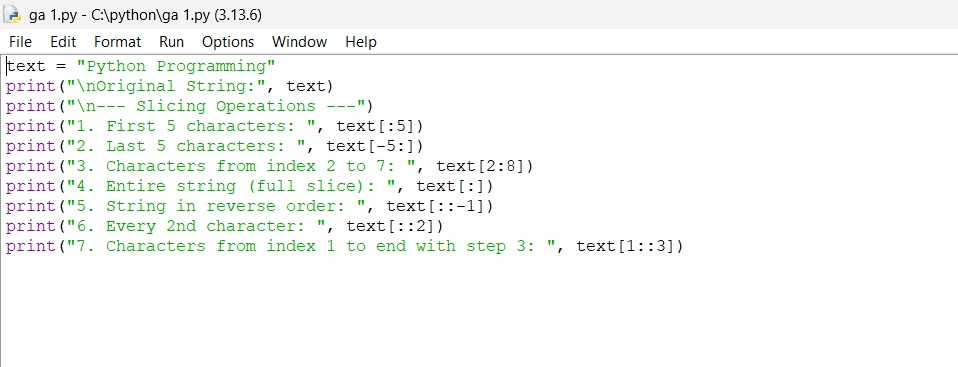 ga 1.py - C:\python\ga 1.py (3.13.6)
File Edit Format Run Options Window Help
text = "Python Programming"
print("\nOriginal String:", text)
print("\n--- Slicing Operations ---")
print("1. First 5 characters: ", text[:5])
print("2. Last 5 characters: ", text[-5:])
print("3. Characters from index 2 to 7: ", text[2:8])
print("4. Entire string (full slice): ", text[:])
print("5. String in reverse order: ", text[::-1])
print("6. Every 2nd character: ", text[::2])
print("7. Characters from index 1 to end with step 3: ", text[1::3])